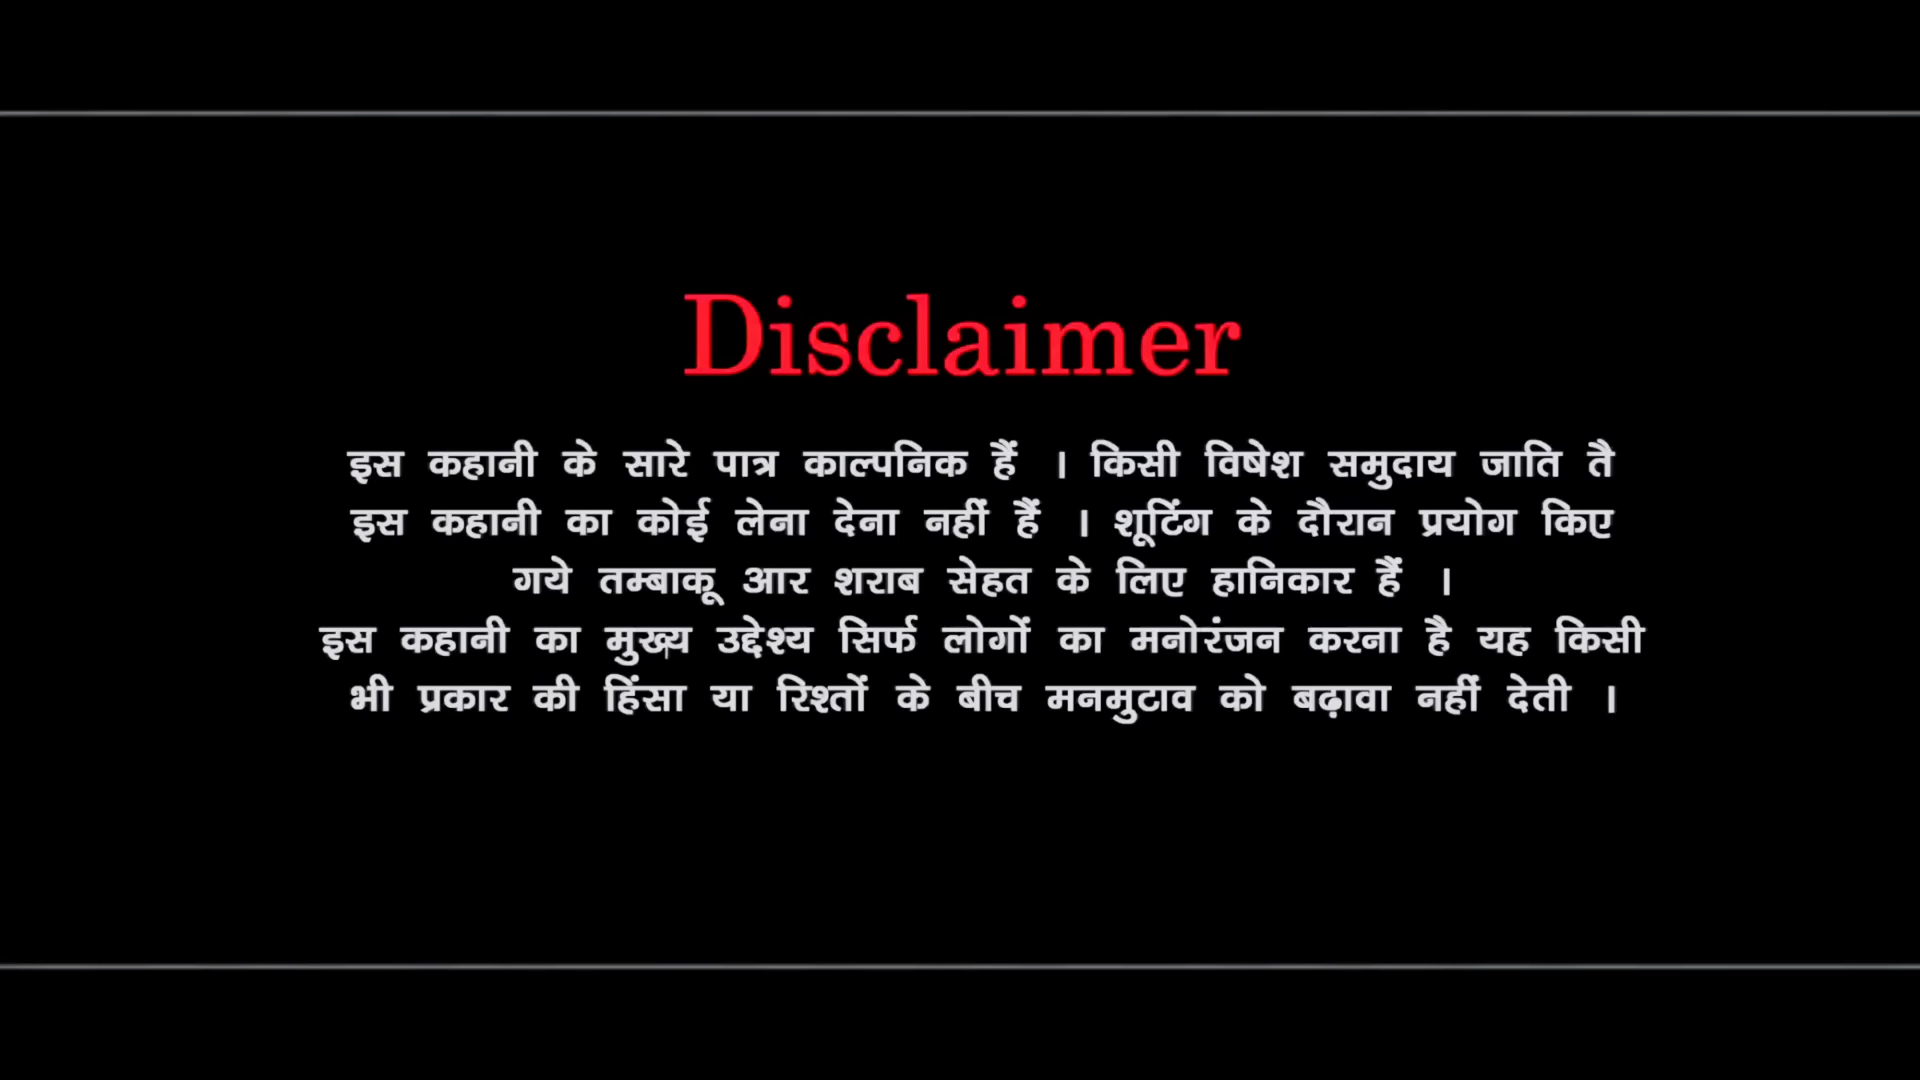 Disclaimer
इस कहानी के सारे पात्र काल्पनिक हैं । किसी विषेश समुदाय जाति तै
इस कहानी का कोई लेना देना नहीं हैं । शूटिंग के दौरान प्रयोग किए
गये तम्बाकू आर शराब सेहत के लिए हानिकार हैं ।
इस कहानी का मुख्य उद्देश्य सिर्फ लोगों का मनोरंजन करना है यह किसी
भी प्रकार की हिंसा या रिश्तों के बीच मनमुटाव को बढ़ावा नहीं देती ।